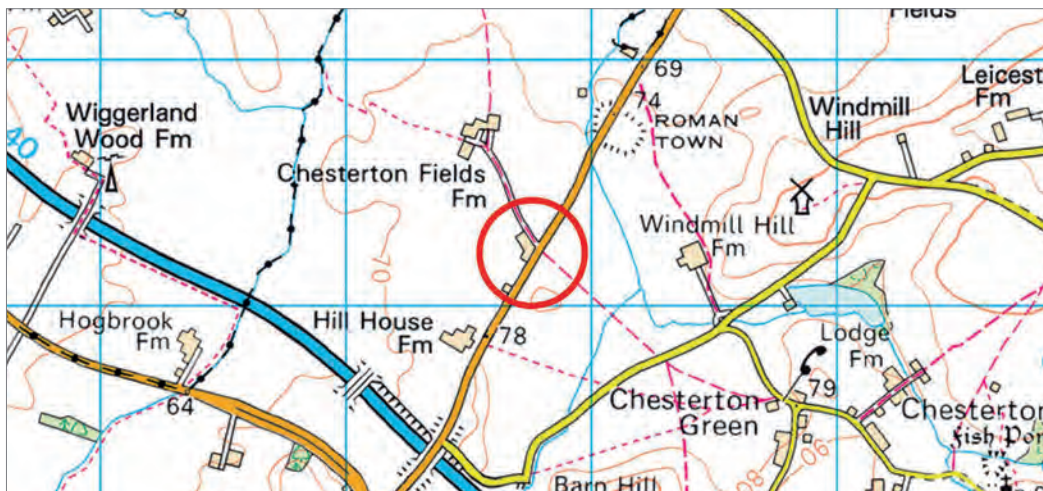 Fields
69
Leicest
Fm
74
Windmill
Hill
ROMAN
TOWN
Wiggerland
Wood Fm
40
Chesterton Fields
Fm
Windmill Hill
Fm
70
Hogbrook
Fm
Hill House
Fm
78
Lodge
Fm
64
79
Chesterton
Green
Chesterton
Fish Pon
Barn Hill
80
90